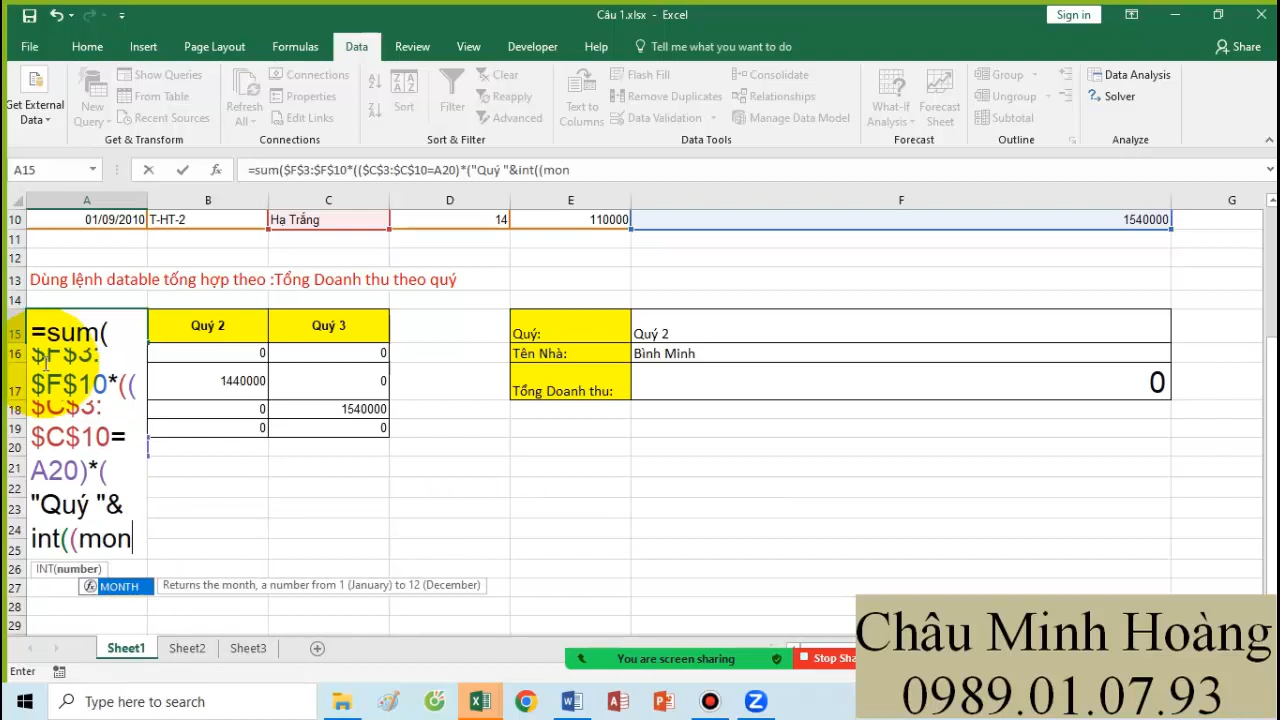 Câu 1.xlsx - Excel
Sign in
File Home Insert Page Layout Formulas Data Review View Developer Help Tell me what you want to do Share
Get External Data
New Query
Show Queries
From Table
Recent Sources
Get & Transform
Refresh All
Connections
Properties
Edit Links
Connections
Sort
Filter
Clear
Reapply
Advanced
Sort & Filter
Text to Columns
Flash Fill
Remove Duplicates
Data Validation
Consolidate
Relationships
Manage Data Model
Data Tools
What-If Analysis
Forecast Sheet
Forecast
Group
Ungroup
Subtotal
Outline
Data Analysis
Solver
Analyze
A15 fx =sum($F$3:$F$10*(($C$3:$C$10=A20)*("Quý "&int((mon
A B C D E F G
10 01/09/2010 T-HT-2 Hạ Trắng 14 110000 1540000
11
12
13 Dùng lệnh datable tổng hợp theo :Tổng Doanh thu theo quý
14
15 =sum( Quý 2 Quý 3 Quý: Quý 2
16 $F$3: 0 0 Tên Nhà: Bình Minh
17 $F$10*(( 1440000 0 Tổng Doanh thu: 0
18 $C$3: 0 1540000
19 $C$10= 0 0
20
21 A20)*(
22
23 "Quý "&
24 int((mon
25
26 INT(number)
27 MONTH Returns the month, a number from 1 (January) to 12 (December)
28
29
Châu Minh Hoàng
0989.01.07.93
Sheet1 Sheet2 Sheet3
You are screen sharing Stop Sha
Enter
Type here to search